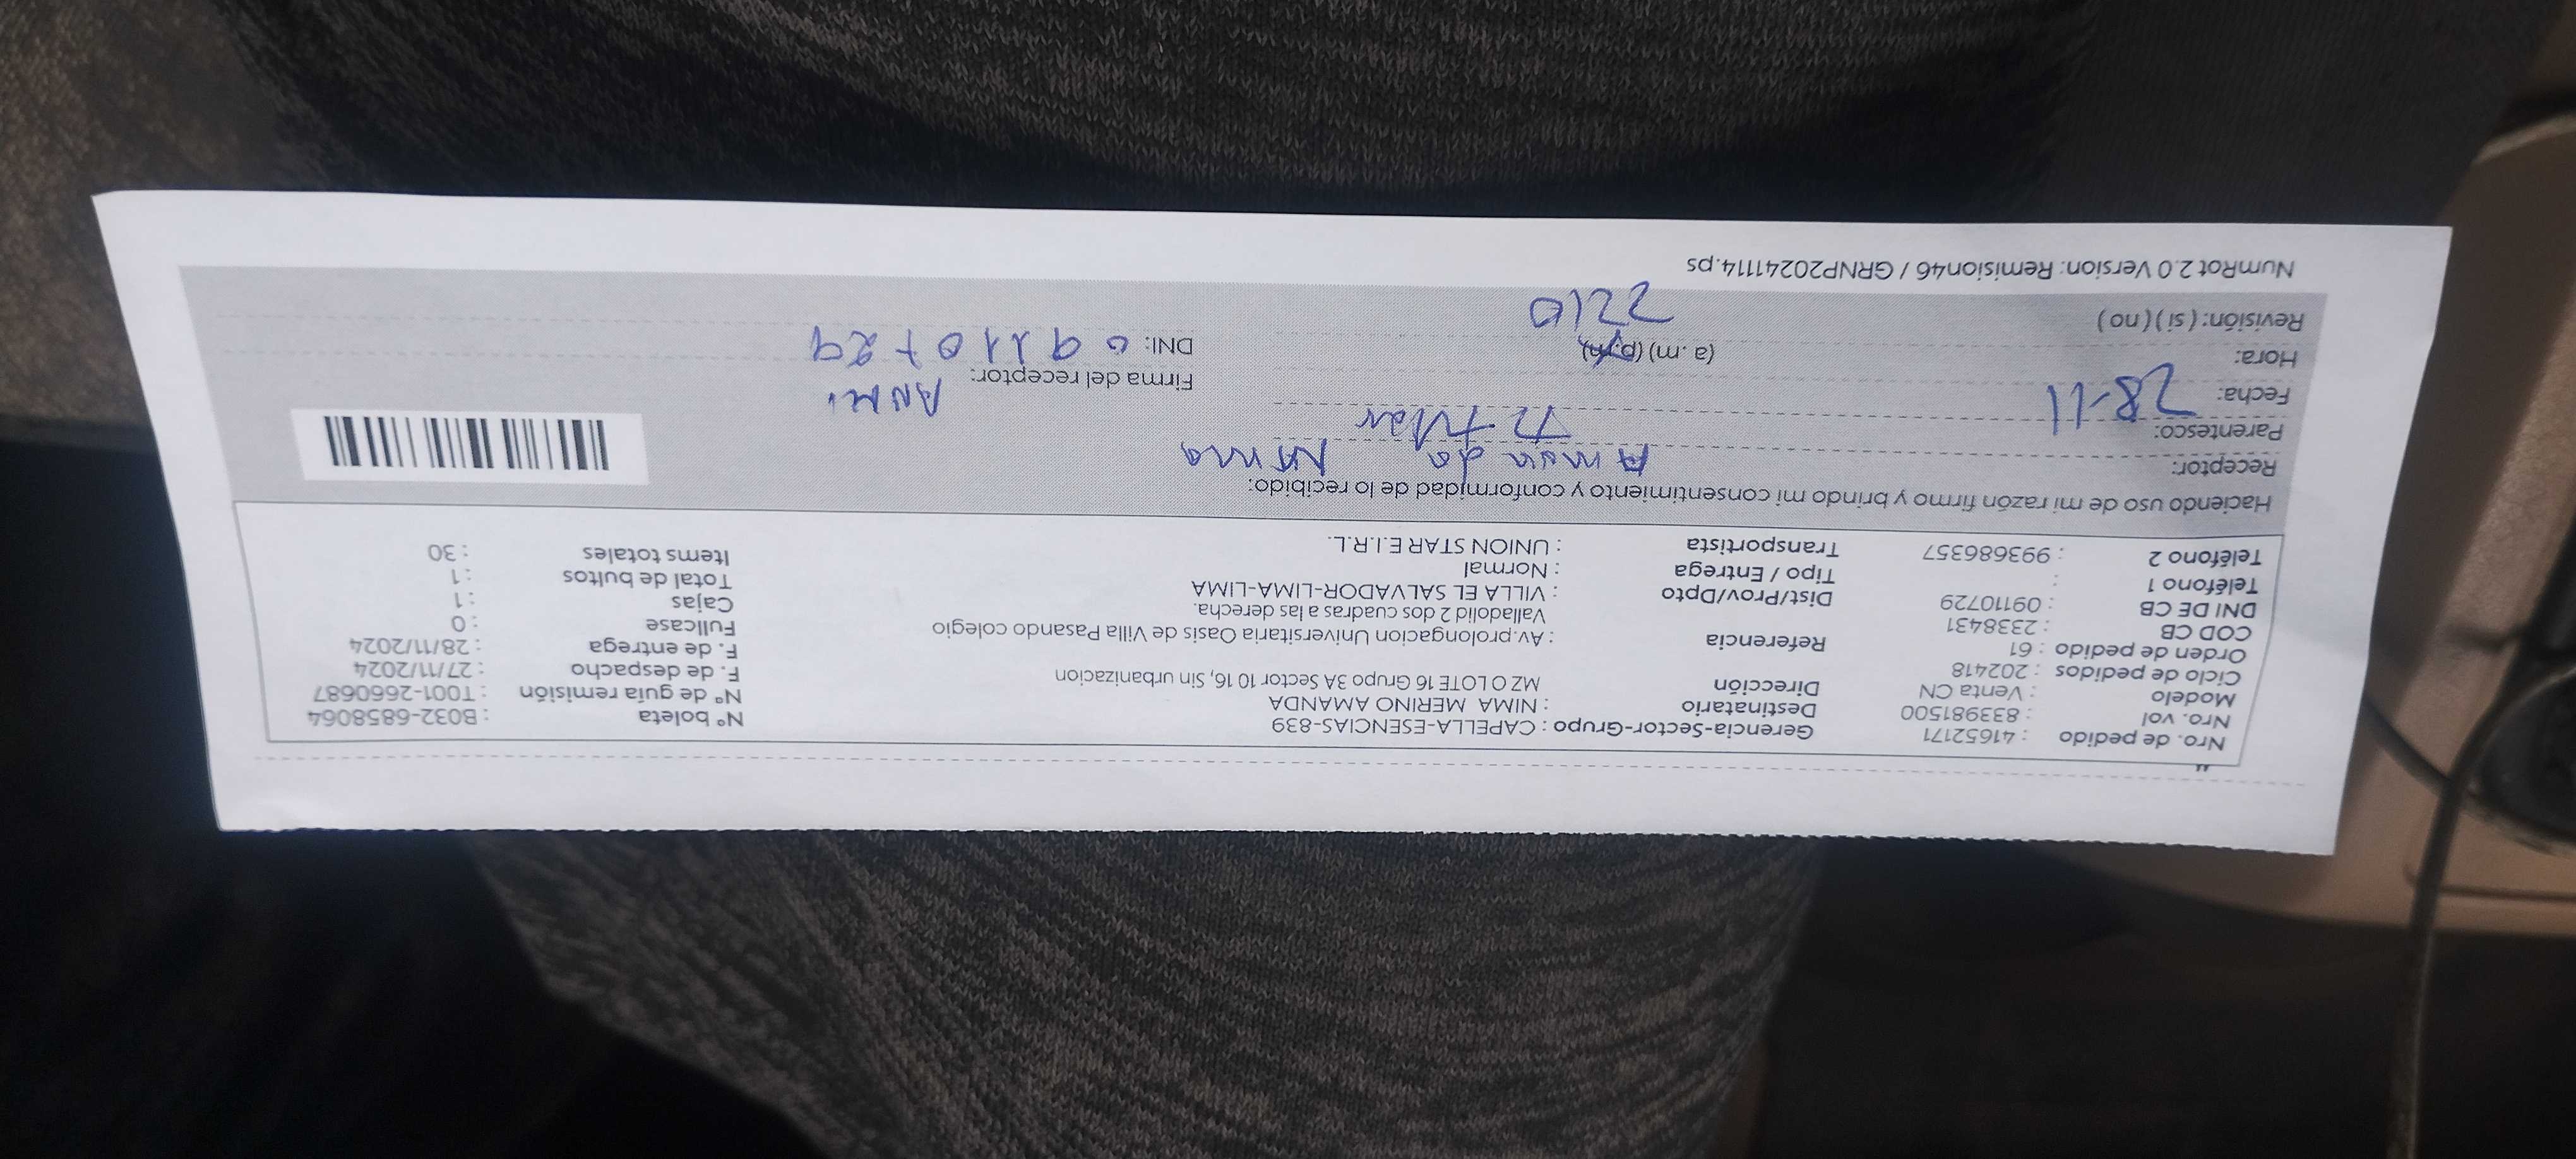 Nro. de pedido : 41652171 Gerencia-Sector-Grupo : CAPELLA-ESENCIAS-839 N° boleta : B032-6858064
Nro. vol : 833981500 Destinatario : NIMA MERINO AMANDA N° de guía remisión : T001-2660687
Modelo : Venta CN Dirección MZ O LOTE 16 Grupo 3A Sector 10 16, Sin urbanizacion F. de despacho : 27/11/2024
Ciclo de pedidos : 202418 F. de entrega : 28/11/2024
Orden de pedido : 61 Referencia : Av.prolongacion Universitaria Oasis de Villa Pasando colegio Fullcase : 0
COD CB : 2338431 Valladolid 2 dos cuadras a las derecha. Cajas : 1
DNI DE CB : 09110729 Dist/Prov/Dpto : VILLA EL SALVADOR-LIMA-LIMA Total de bultos : 1
Teléfono 1 : Tipo / Entrega : Normal Items totales : 30
Teléfono 2 : 993686357 Transportista : UNION STAR E.I.R.L.
Haciendo uso de mi razón firmo y brindo mi consentimiento y conformidad de lo recibido:
Receptor: Amanda Nima
Parentesco: Titular
Fecha: 28-11 Firma del receptor:
Hora: (a.m) (p.m) DNI: 09110729
Revisión: ( si ) ( no ) 2210
NumRot 2.0 Version: Remision46 / GRNP20241114.ps